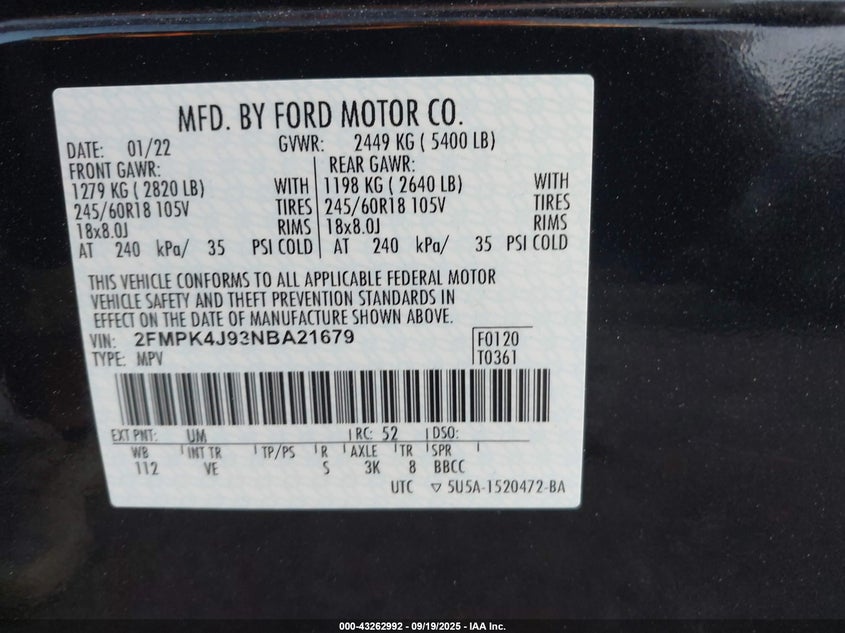 MFD. BY FORD MOTOR CO.
DATE: 01/22 GVWR: 2449 KG ( 5400 LB)
FRONT GAWR: REAR GAWR:
1279 KG ( 2820 LB) WITH 1198 KG ( 2640 LB) WITH
245/60R18 105V TIRES 245/60R18 105V TIRES
18x8.0J RIMS 18x8.0J RIMS
AT 240 kPa/ 35 PSI COLD AT 240 kPa/ 35 PSI COLD
THIS VEHICLE CONFORMS TO ALL APPLICABLE FEDERAL MOTOR
VEHICLE SAFETY AND THEFT PREVENTION STANDARDS IN
EFFECT ON THE DATE OF MANUFACTURE SHOWN ABOVE.
VIN: 2FMPK4J93NBA21679 F0120
TYPE: MPV T0361
EXT PNT: UM RC: 52 DSO:
WB INT TR TP/PS R AXLE TR SPR
112 VE S 3K 8 BBCC
UTC ▽ 5U5A-1520472-BA
000-43262992 - 09/19/2025 - IAA Inc.